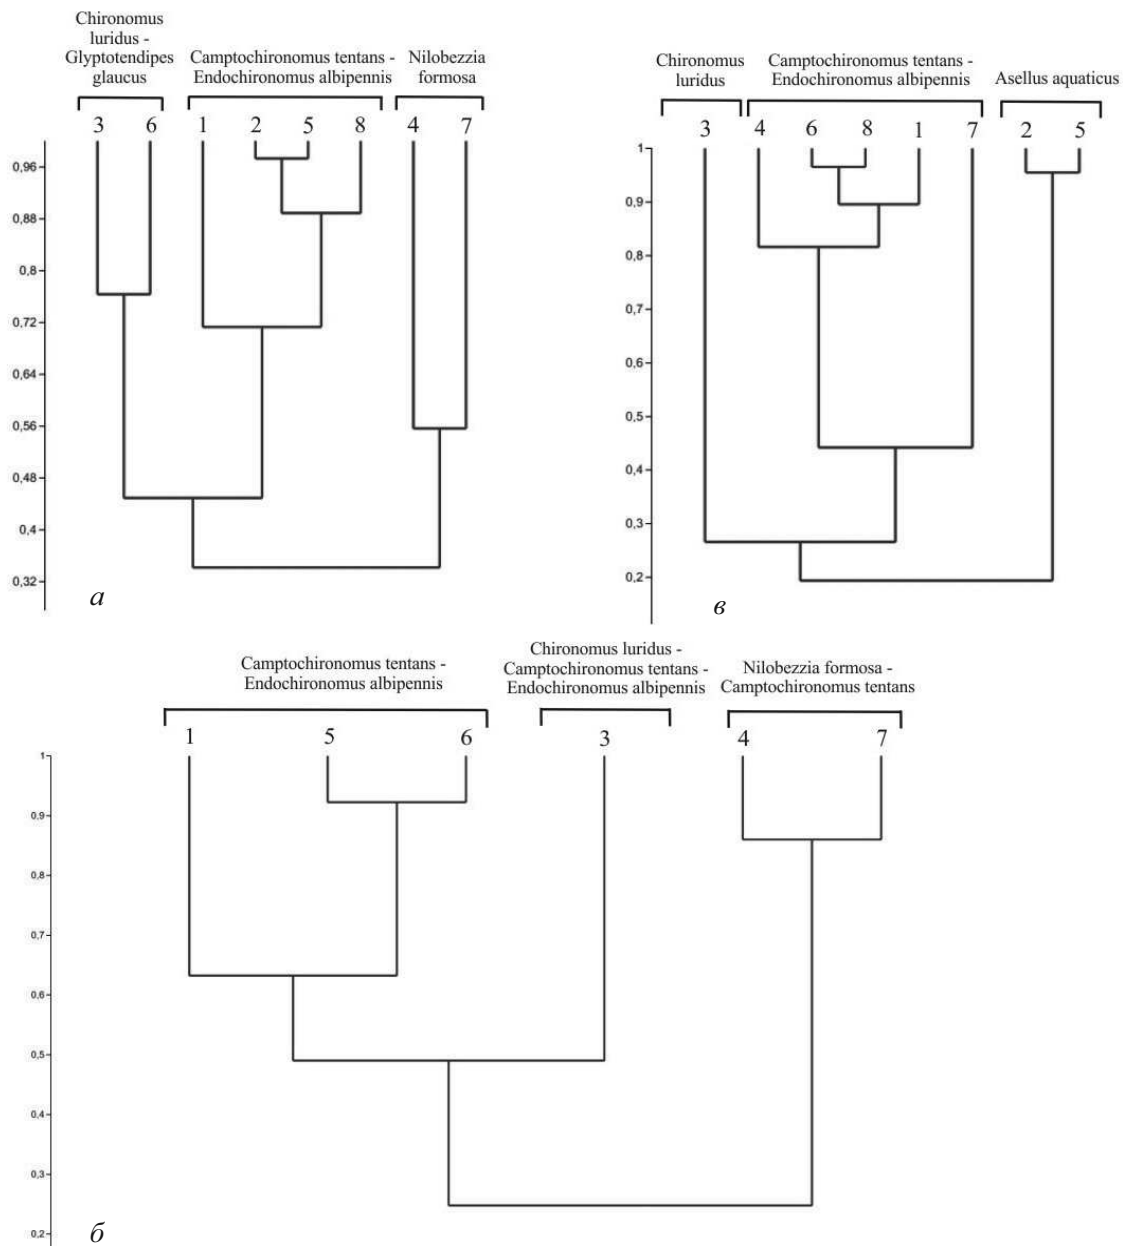 Chironomus
luridus -
Glyptotendipes
glaucus
Camptochironomus tentans -
Endochironomus albipennis
Nilobezzia
formosa
3 6 1 2 5 8 4 7
0,96
0,88
0,8
0,72
0,64
0,56
0,48
0,4
0,32
а
Chironomus
luridus
Camptochironomus tentans -
Endochironomus albipennis
Asellus aquaticus
3 4 6 8 1 7 2 5
1
0,9
0,8
0,7
0,6
0,5
0,4
0,3
0,2
в
Camptochironomus tentans -
Endochironomus albipennis
Chironomus luridus -
Camptochironomus tentans -
Endochironomus albipennis
Nilobezzia formosa -
Camptochironomus tentans
1 5 6 3 4 7
1
0,9
0,8
0,7
0,6
0,5
0,4
0,3
0,2
б